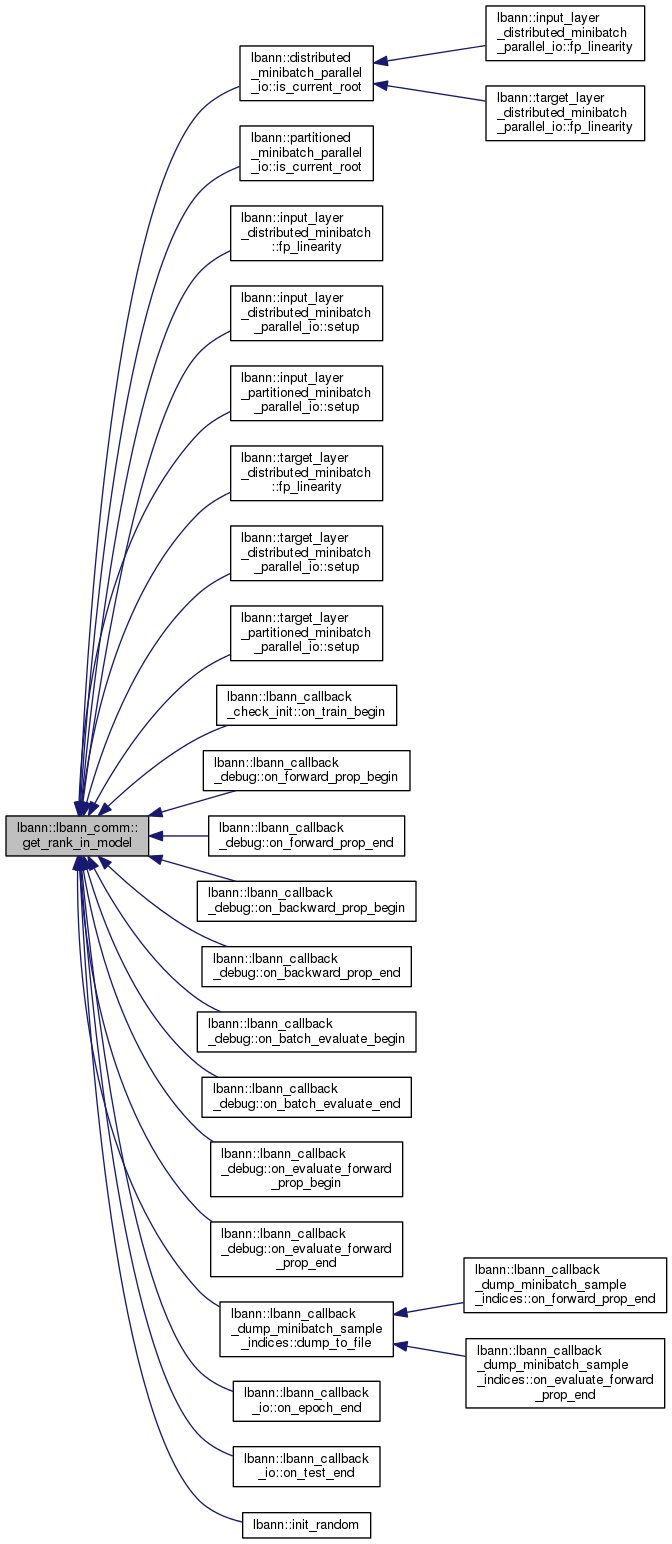 lbann::input_layer
_distributed_minibatch
_parallel_io::fp_linearity
lbann::distributed
_minibatch_parallel
_io::is_current_root
lbann::target_layer
_distributed_minibatch
_parallel_io::fp_linearity
lbann::partitioned
_minibatch_parallel
_io::is_current_root
lbann::input_layer
_distributed_minibatch
::fp_linearity
lbann::input_layer
_distributed_minibatch
_parallel_io::setup
lbann::input_layer
_partitioned_minibatch
_parallel_io::setup
lbann::target_layer
_distributed_minibatch
::fp_linearity
lbann::target_layer
_distributed_minibatch
_parallel_io::setup
lbann::target_layer
_partitioned_minibatch
_parallel_io::setup
lbann::lbann_callback
_check_init::on_train_begin
lbann::lbann_callback
_debug::on_forward_prop_begin
lbann::lbann_comm::
get_rank_in_model
lbann::lbann_callback
_debug::on_forward_prop_end
lbann::lbann_callback
_debug::on_backward_prop_begin
lbann::lbann_callback
_debug::on_backward_prop_end
lbann::lbann_callback
_debug::on_batch_evaluate_begin
lbann::lbann_callback
_debug::on_batch_evaluate_end
lbann::lbann_callback
_debug::on_evaluate_forward
_prop_begin
lbann::lbann_callback
_debug::on_evaluate_forward
_prop_end
lbann::lbann_callback
_dump_minibatch_sample
_indices::dump_to_file
lbann::lbann_callback
_dump_minibatch_sample
_indices::on_forward_prop_end
lbann::lbann_callback
_dump_minibatch_sample
_indices::on_evaluate_forward
_prop_end
lbann::lbann_callback
_io::on_epoch_end
lbann::lbann_callback
_io::on_test_end
lbann::init_random